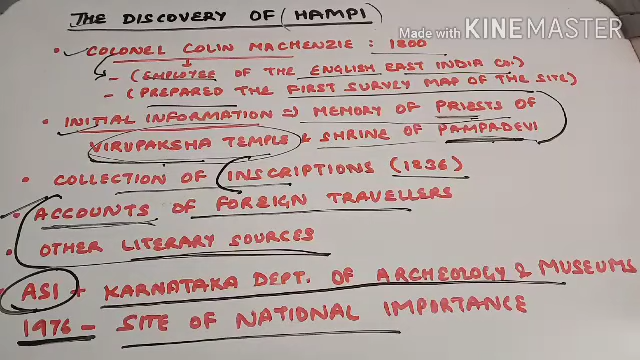 THE DISCOVERY OF (HAMPI)
Made with KINEMASTER
• COLONEL COLIN MACKENZIE : 1800
- (EMPLOYEE OF THE ENGLISH EAST INDIA CO.)
- (PREPARED THE FIRST SURVEY MAP OF THE SITE)
• INITIAL INFORMATION ⇒ MEMORY OF PRIESTS OF
VIRUPAKSHA TEMPLE & SHRINE OF PAMPADEVI
• COLLECTION OF INSCRIPTIONS (1836)
• ACCOUNTS OF FOREIGN TRAVELLERS
• OTHER LITERARY SOURCES
ASI + KARNATAKA DEPT. OF ARCHEOLOGY & MUSEUMS
1976 - SITE OF NATIONAL IMPORTANCE